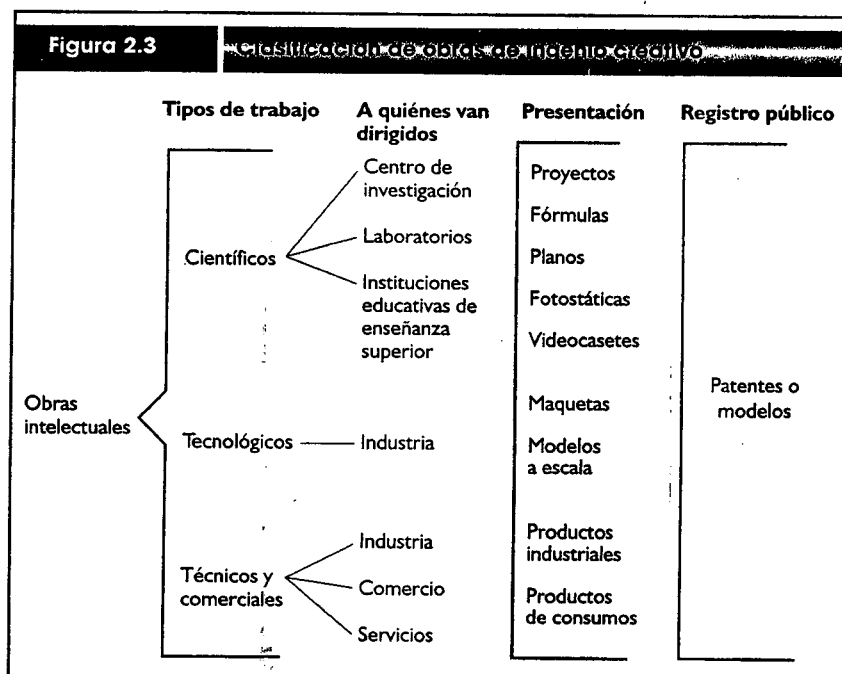 Figura 2.3
Clasificación de obras de ingenio creativo
Tipos de trabajo
A quiénes van
dirigidos
Presentación
Registro público
Obras
intelectuales
Científicos
Centro de
investigación
Laboratorios
Instituciones
educativas de
enseñanza
superior
Tecnológicos
Industria
Técnicos y
comerciales
Industria
Comercio
Servicios
Proyectos
Fórmulas
Planos
Fotostáticas
Videocasetes
Maquetas
Modelos
a escala
Productos
industriales
Productos
de consumos
Patentes o
modelos